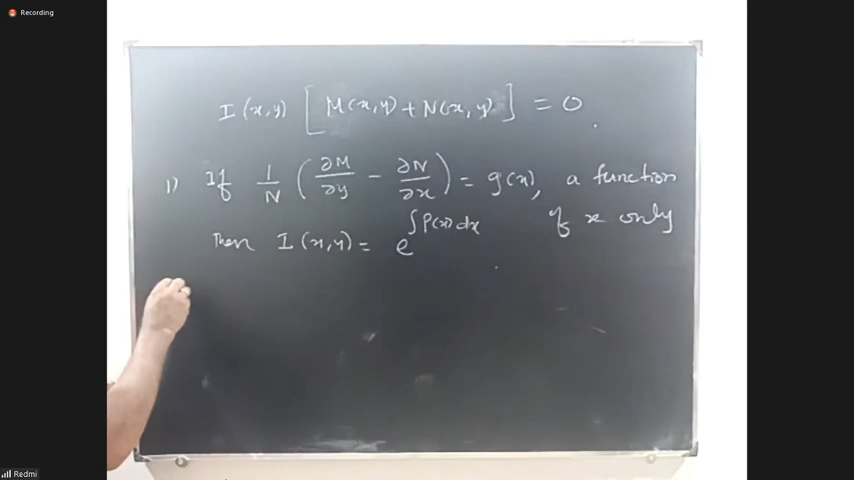 Recording
I(x,y) [ M(x,y) + N(x,y) ] = 0.
1) If 1/N ( ∂M/∂y - ∂N/∂x ) = g(x), a function
of x only
Then I(x,y) = e^{∫P(x) dx}
Redmi